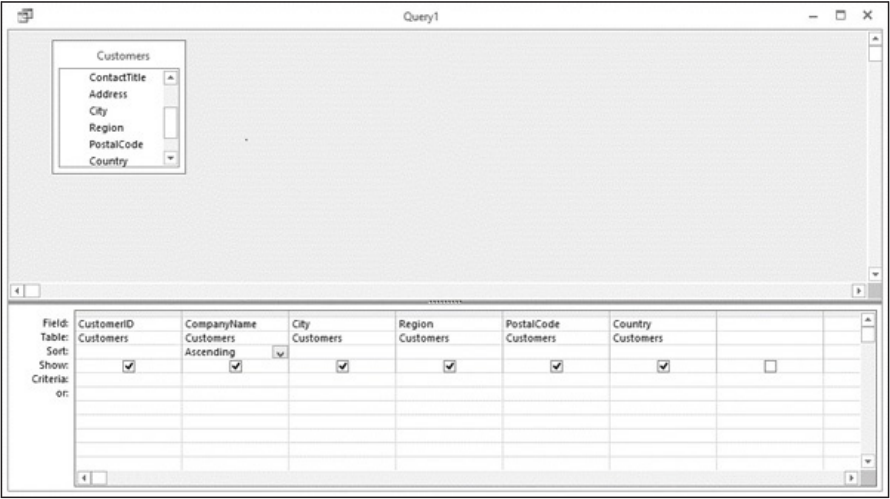 Query1
Customers
ContactTitle
Address
City
Region
PostalCode
Country
Field: CustomerID CompanyName City Region PostalCode Country
Table: Customers Customers Customers Customers Customers Customers
Sort: Ascending
Show:
Criteria:
or: